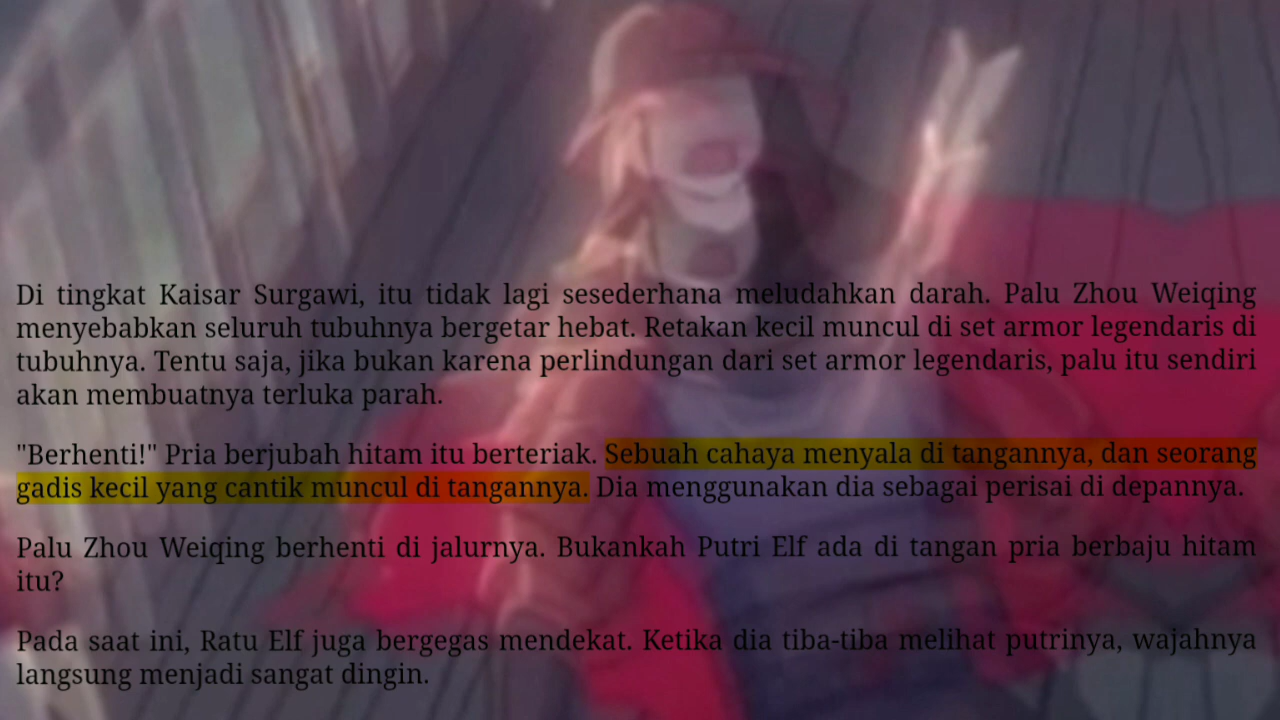 Di tingkat Kaisar Surgawi, itu tidak lagi sesederhana meludahkan darah. Palu Zhou Weiqing
menyebabkan seluruh tubuhnya bergetar hebat. Retakan kecil muncul di set armor legendaris di
tubuhnya. Tentu saja, jika bukan karena perlindungan dari set armor legendaris, palu itu sendiri
akan membuatnya terluka parah.
"Berhenti!" Pria berjubah hitam itu berteriak. Sebuah cahaya menyala di tangannya, dan seorang
gadis kecil yang cantik muncul di tangannya. Dia menggunakan dia sebagai perisai di depannya.
Palu Zhou Weiqing berhenti di jalurnya. Bukankah Putri Elf ada di tangan pria berbaju hitam
itu?
Pada saat ini, Ratu Elf juga bergegas mendekat. Ketika dia tiba-tiba melihat putrinya, wajahnya
langsung menjadi sangat dingin.